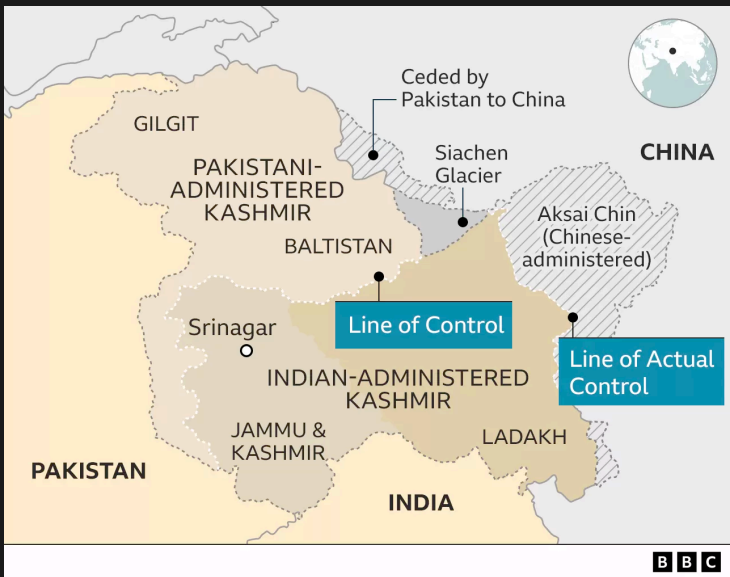 Ceded by
Pakistan to China
GILGIT
Siachen
Glacier
CHINA
PAKISTANI-
ADMINISTERED
KASHMIR
Aksai Chin
(Chinese-
administered)
BALTISTAN
Srinagar
Line of Control
Line of Actual
Control
INDIAN-ADMINISTERED
KASHMIR
JAMMU &
KASHMIR
LADAKH
PAKISTAN
INDIA
BBC